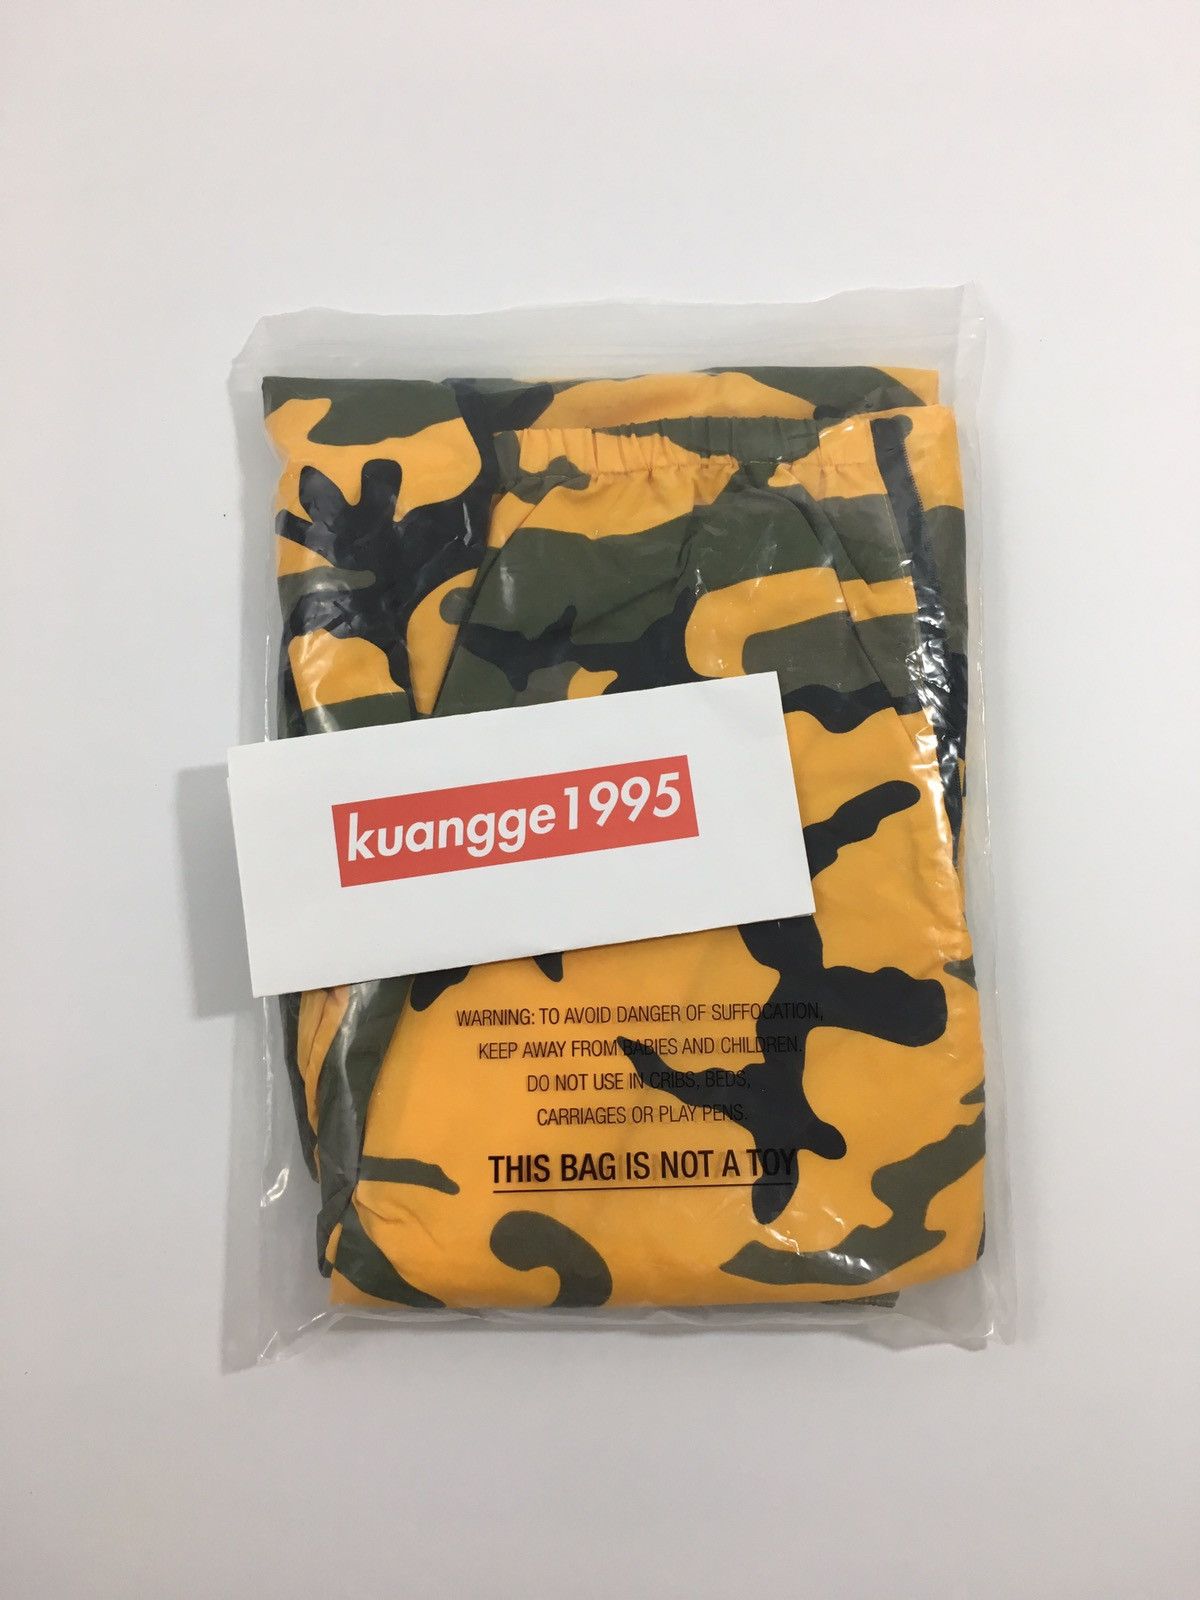 kuangge1995
WARNING: TO AVOID DANGER OF SUFFOCATION,
KEEP AWAY FROM BABIES AND CHILDREN.
DO NOT USE IN CRIBS, BEDS,
CARRIAGES OR PLAY PENS.
THIS BAG IS NOT A TOY